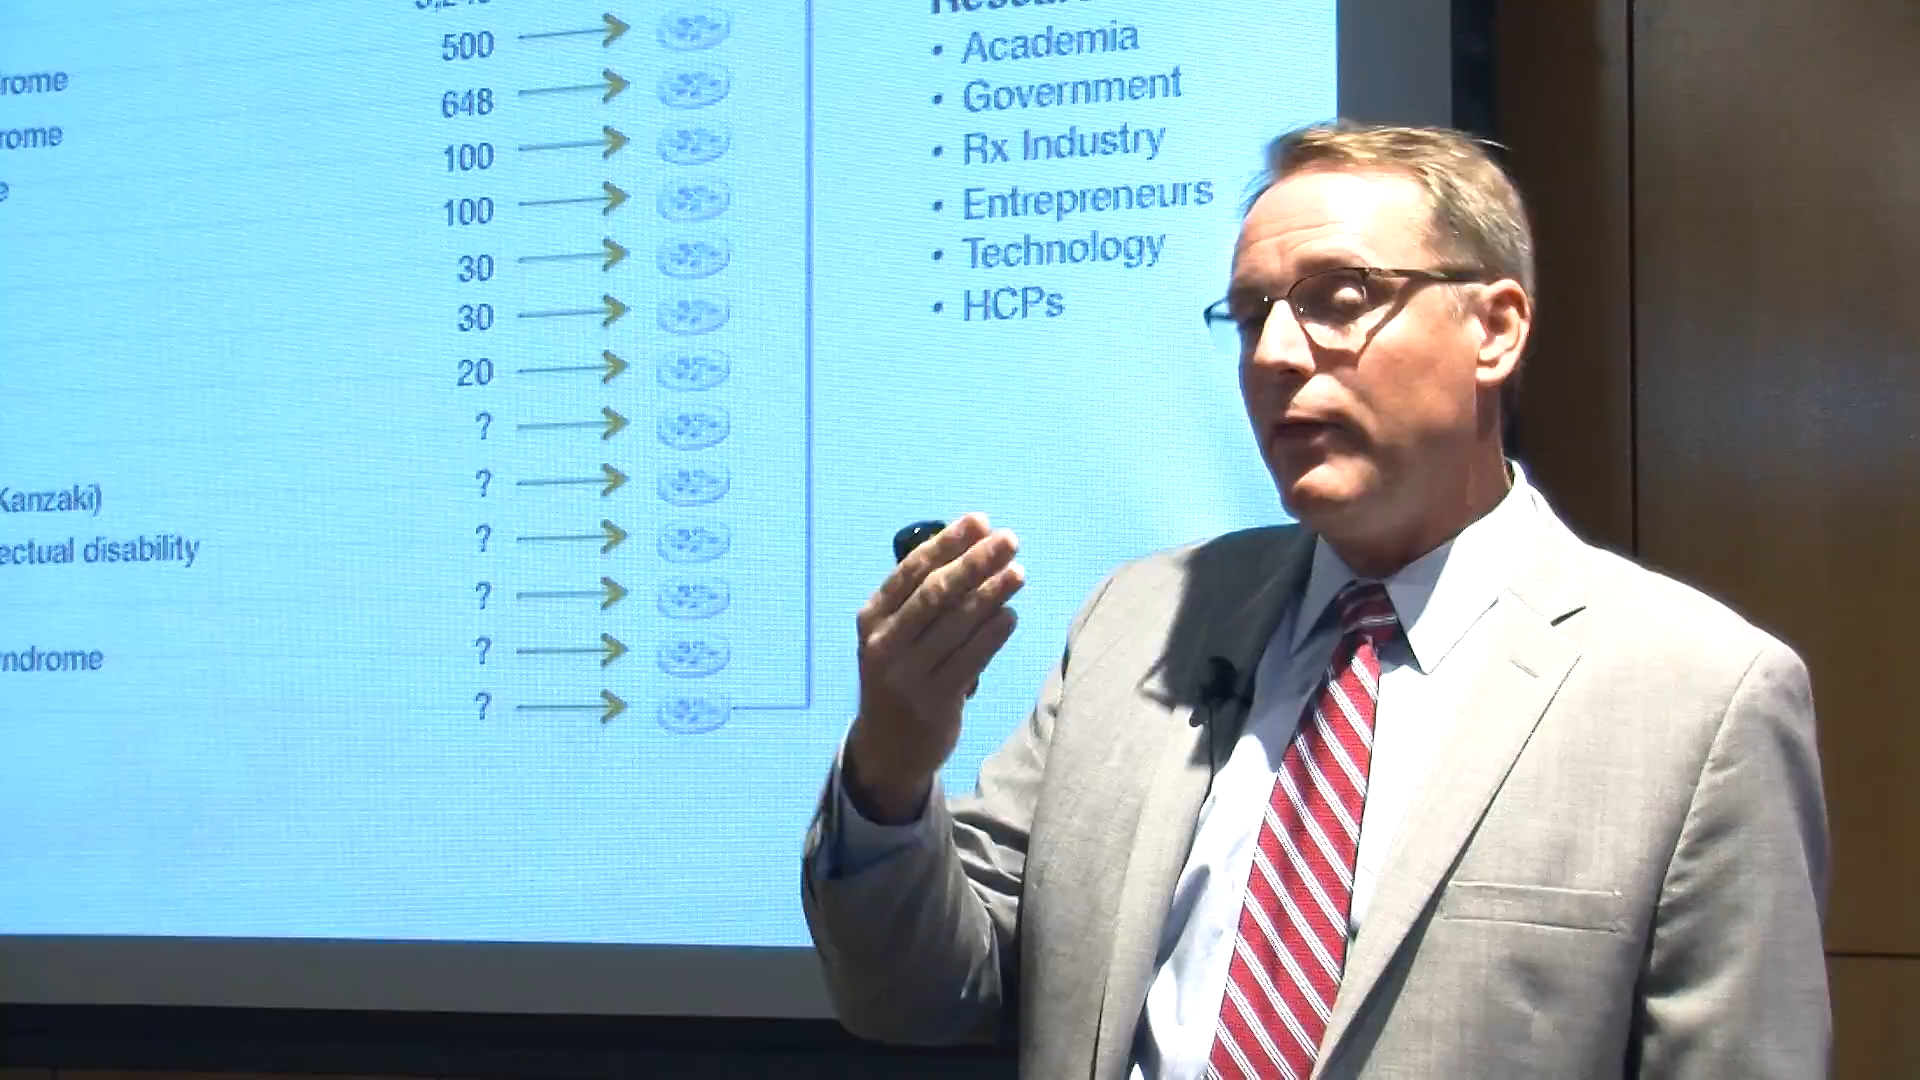 500
rome
648
rome
100
e
100
30
30
20
?
Kanzaki)
?
ectual disability
?
?
ndrome
?
?
• Academia
• Government
• Rx Industry
• Entrepreneurs
• Technology
• HCPs